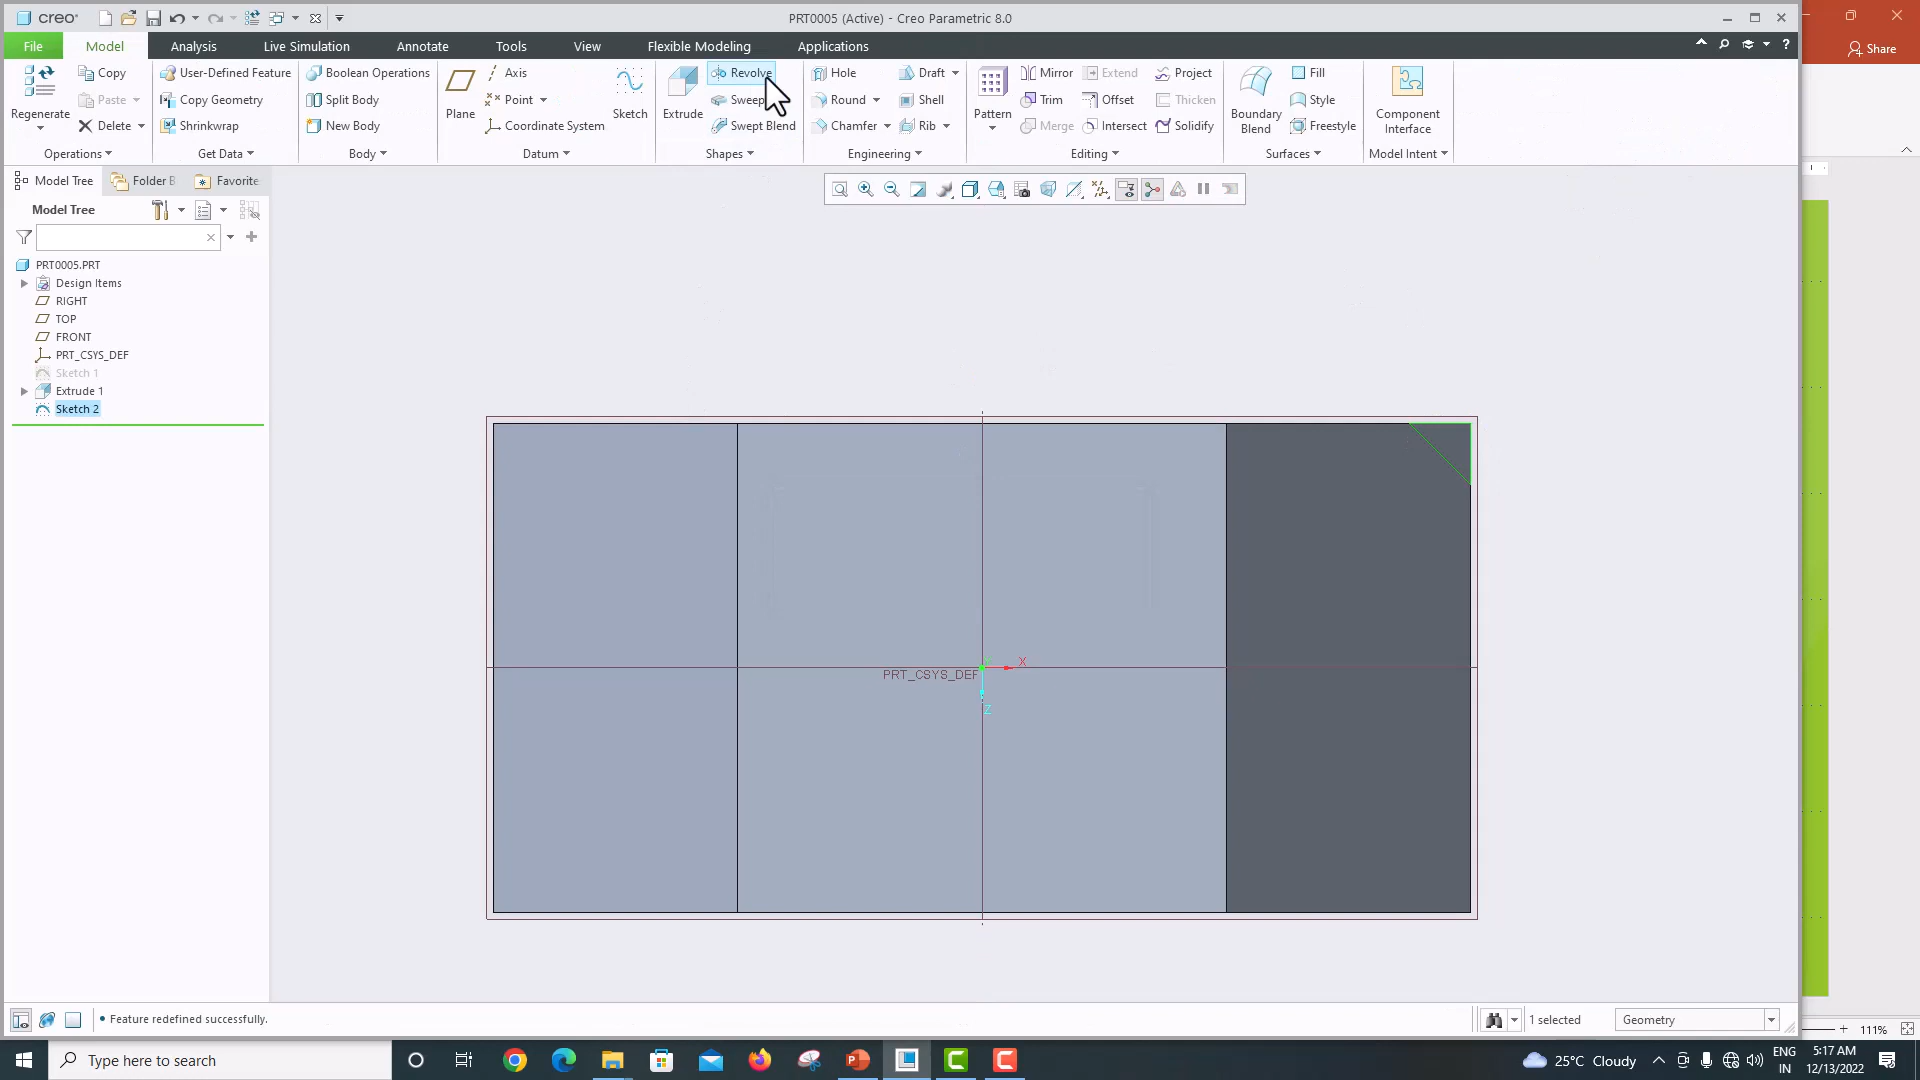 creo
PRT0005 (Active) - Creo Parametric 8.0
Share
File
Model
Analysis
Live Simulation
Annotate
Tools
View
Flexible Modeling
Applications
Regenerate
Copy
Paste
Delete
Operations
User-Defined Feature
Copy Geometry
Shrinkwrap
Get Data
Boolean Operations
Split Body
New Body
Body
Plane
Axis
Point
Coordinate System
Sketch
Datum
Extrude
Revolve
Sweep
Swept Blend
Shapes
Hole
Round
Chamfer
Draft
Shell
Rib
Engineering
Pattern
Mirror
Trim
Merge
Extend
Offset
Intersect
Project
Thicken
Solidify
Editing
Boundary Blend
Fill
Style
Freestyle
Surfaces
Component Interface
Model Intent
Model Tree
Folder B
Favorite
Model Tree
PRT0005.PRT
Design Items
RIGHT
TOP
FRONT
PRT_CSYS_DEF
Sketch 1
Extrude 1
Sketch 2
X
PRT_CSYS_DEF
Z
Feature redefined successfully.
1 selected
Geometry
111%
Type here to search
25°C Cloudy
ENG
IN
5:17 AM
12/13/2022